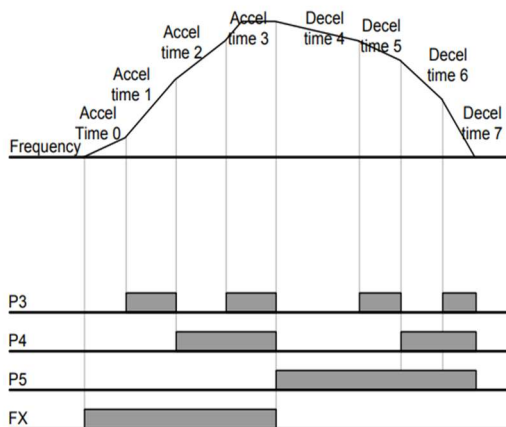 Accel
time 3
Decel
time 4
Decel
time 5
Accel
time 2
Decel
time 6
Accel
time 1
Accel
Time 0
Decel
time 7
Frequency
P3
P4
P5
FX